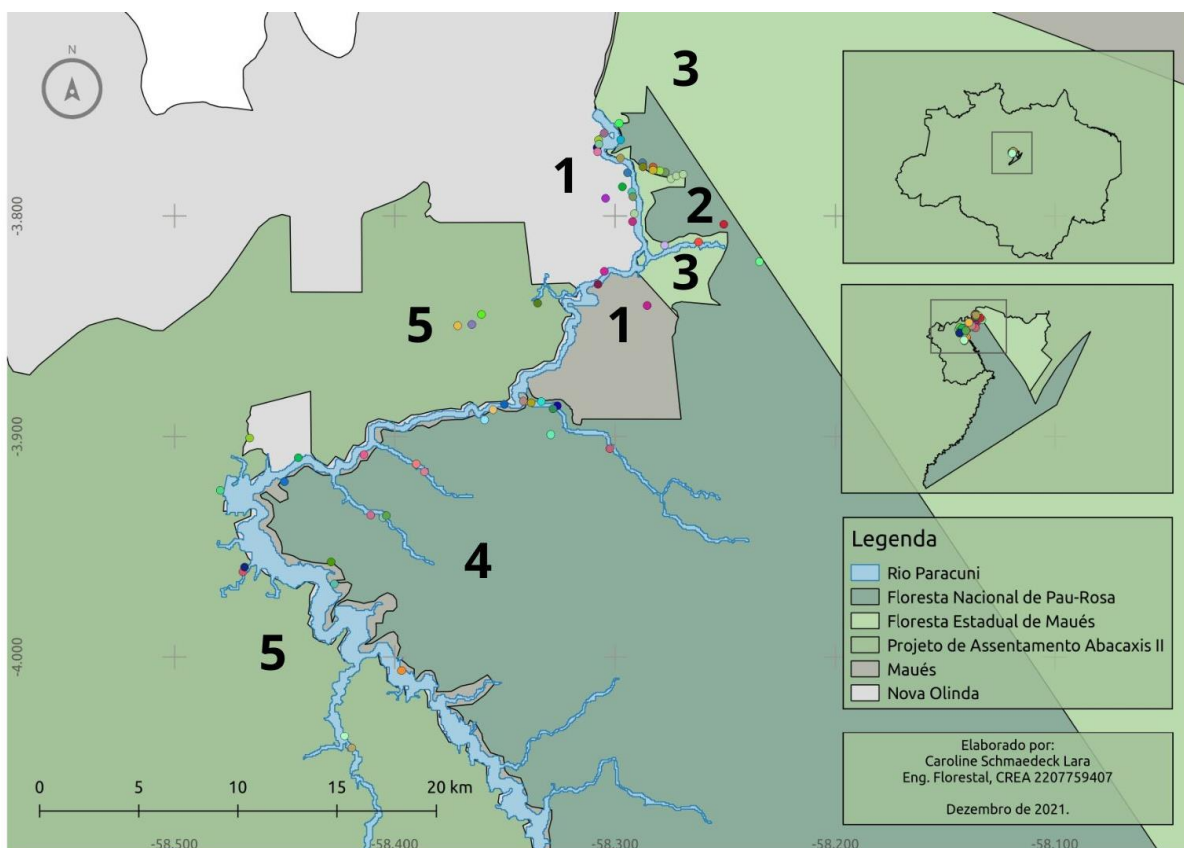 N
3
1
2
3
1
5
4
5
-3.800
-3.900
-4.000
-58.500
-58.400
-58.300
-58.200
-58.100
0 5 10 15 20 km
Legenda
Rio Paracuni
Floresta Nacional de Pau-Rosa
Floresta Estadual de Maués
Projeto de Assentamento Abacaxis II
Maués
Nova Olinda
Elaborado por:
Caroline Schmaedeck Lara
Eng. Florestal, CREA 2207759407
Dezembro de 2021.